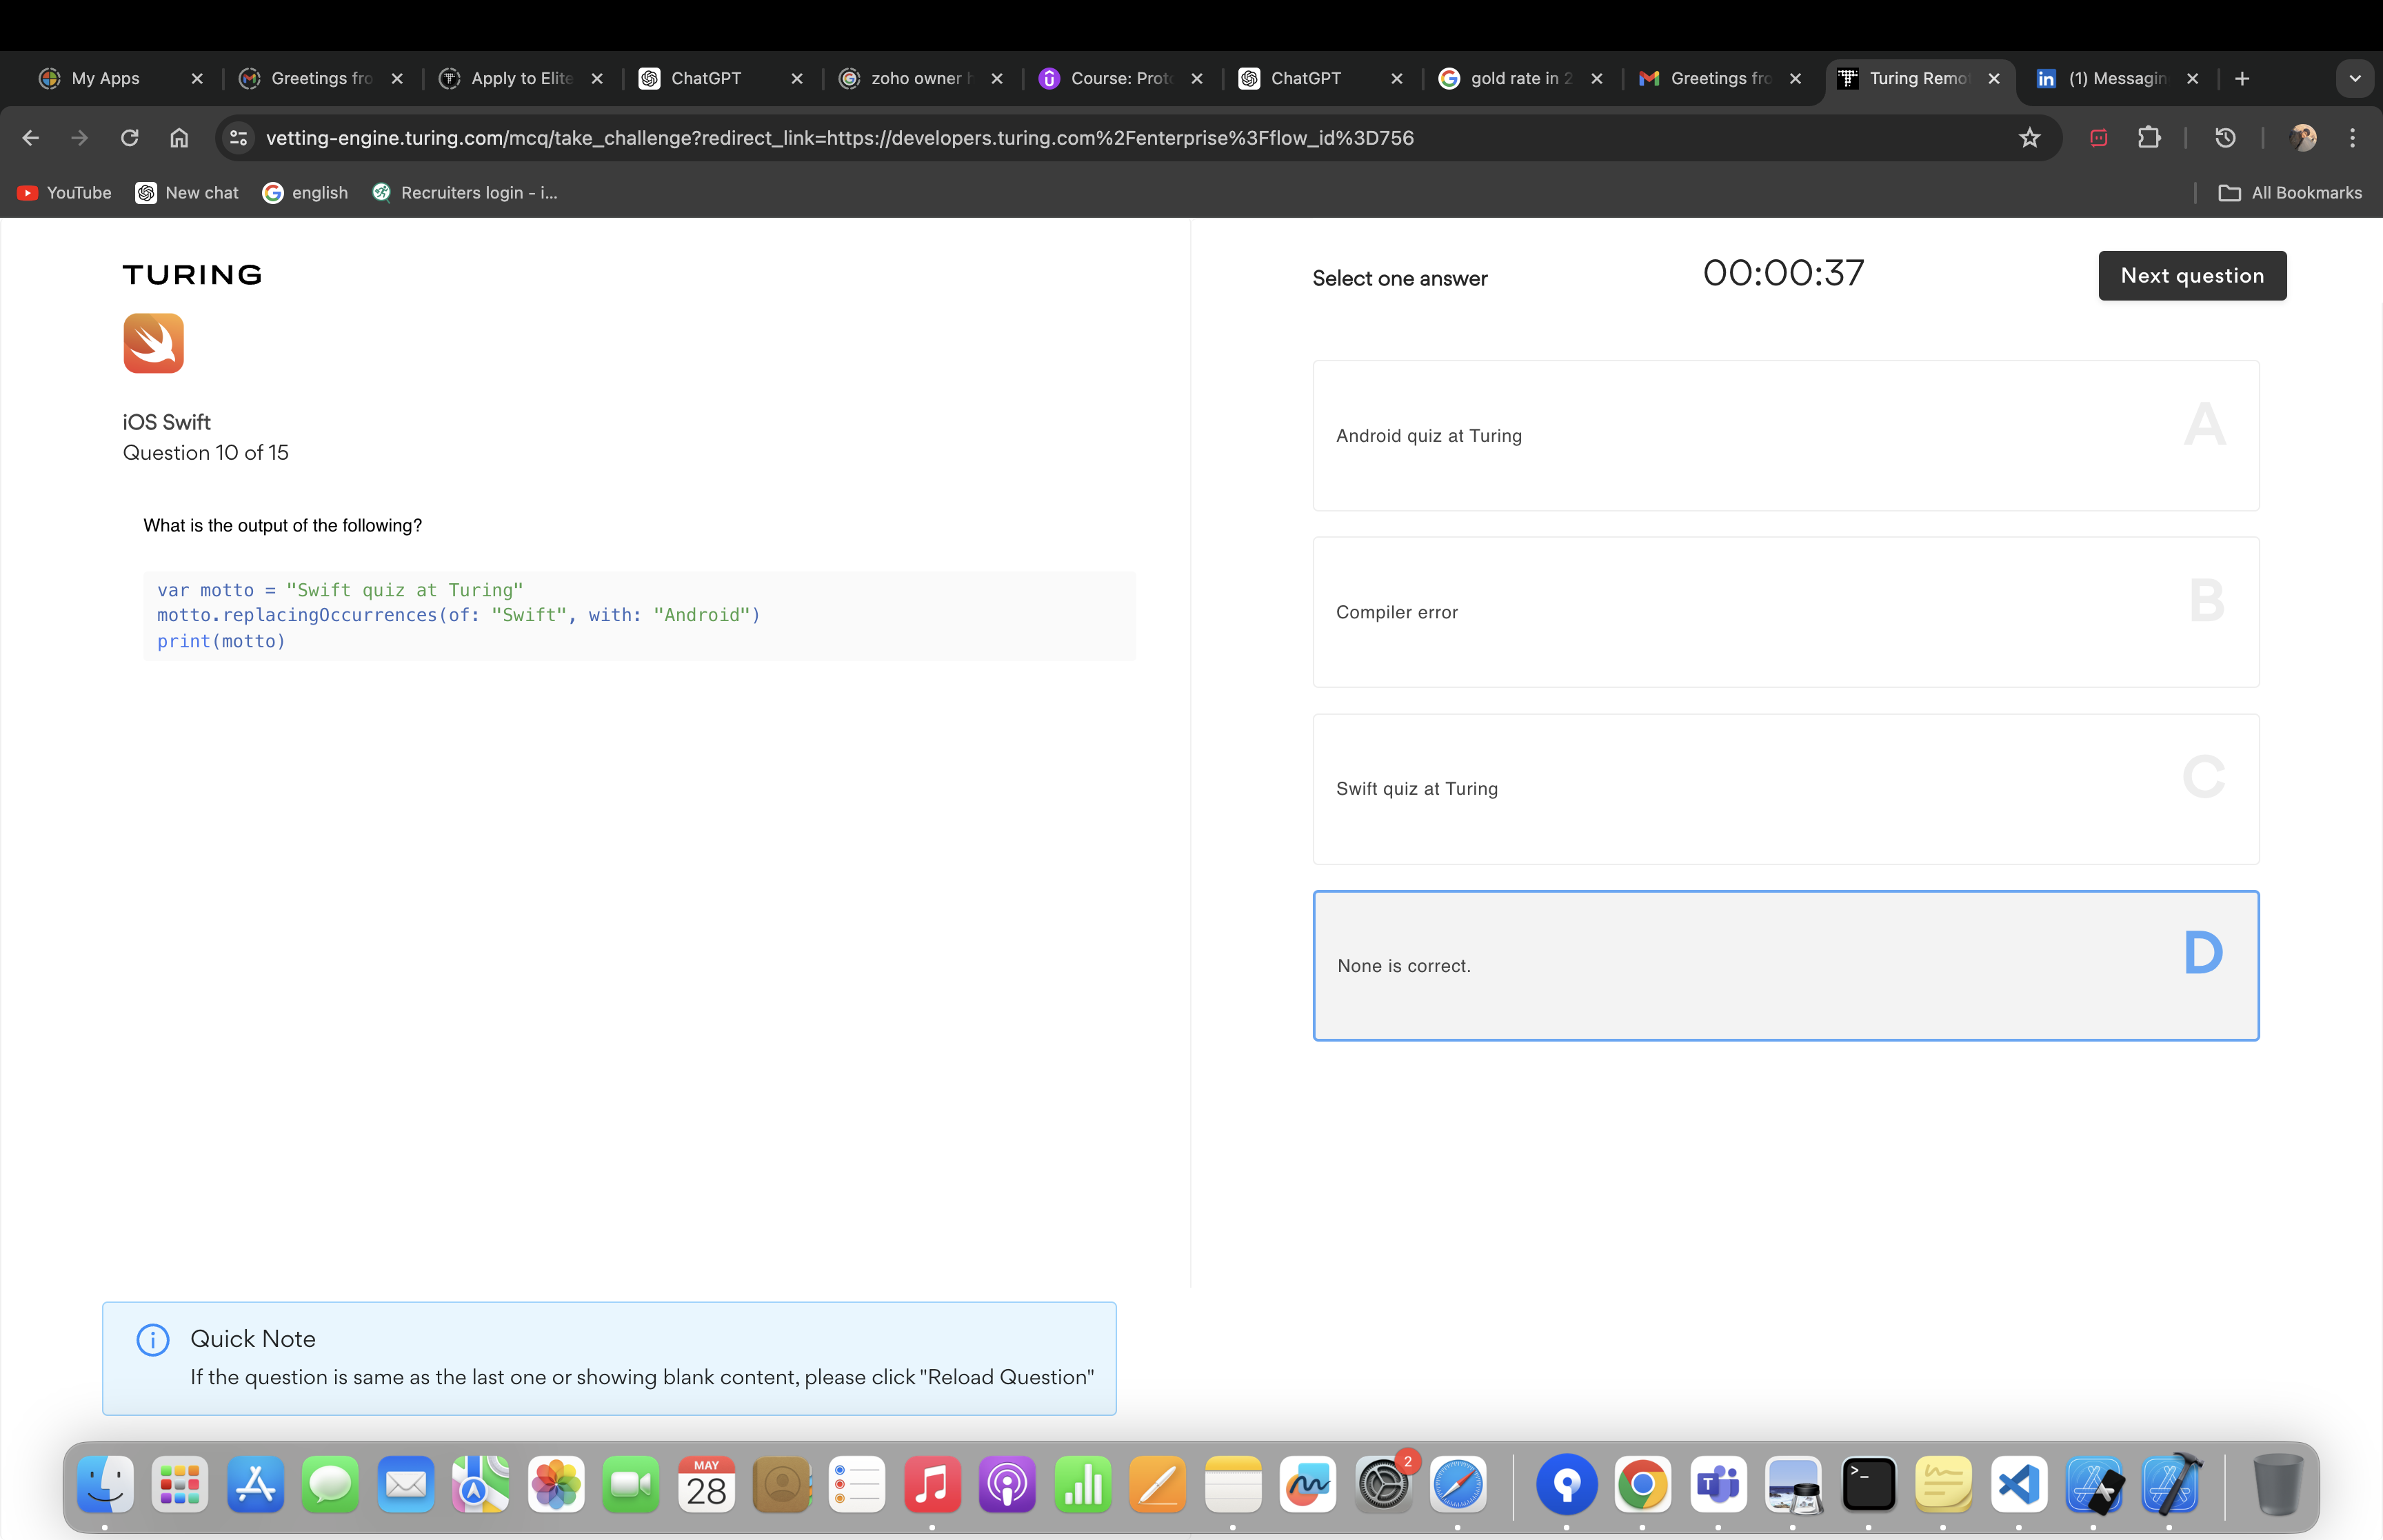 My Apps
Greetings fro
Apply to Elite
ChatGPT
zoho owner h
Course: Proto
ChatGPT
gold rate in 2
Greetings fro
Turing Remo
(1) Messagin
vetting-engine.turing.com/mcq/take_challenge?redirect_link=https://developers.turing.com%2Fenterprise%3Fflow_id%3D756
YouTube
New chat
english
Recruiters login - i...
All Bookmarks
TURING
iOS Swift
Question 10 of 15
What is the output of the following?
var motto = "Swift quiz at Turing"
motto.replacingOccurrences(of: "Swift", with: "Android")
print(motto)
Select one answer
00:00:37
Next question
Android quiz at Turing
A
Compiler error
B
Swift quiz at Turing
C
None is correct.
D
Quick Note
If the question is same as the last one or showing blank content, please click "Reload Question"
MAY
28
2